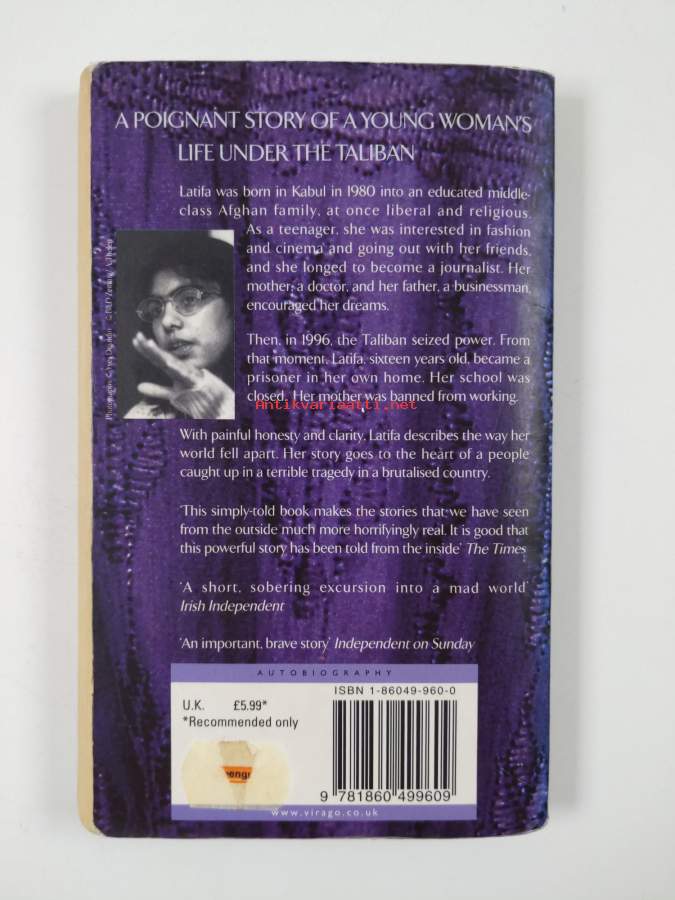 A POIGNANT STORY OF A YOUNG WOMAN'S
LIFE UNDER THE TALIBAN
Latifa was born in Kabul in 1980 into an educated middle-
class Afghan family, at once liberal and religious.
As a teenager, she was interested in fashion
and cinema and going out with her friends,
and she longed to become a journalist. Her
mother, a doctor, and her father, a businessman,
encouraged her dreams.
Then, in 1996, the Taliban seized power. From
that moment, Latifa, sixteen years old, became a
prisoner in her own home. Her school was
closed. Her mother was banned from working.
Antikvariaatti.net
With painful honesty and clarity, Latifa describes the way her
world fell apart. Her story goes to the heart of a people
caught up in a terrible tragedy in a brutalised country.
'This simply-told book makes the stories that we have seen
from the outside much more horrifyingly real. It is good that
this powerful story has been told from the inside' The Times
'A short, sobering excursion into a mad world'
Irish Independent
'An important, brave story' Independent on Sunday
AUTOBIOGRAPHY
U.K. £5.99*
*Recommended only
ISBN 1-86049-960-0
9 781860 499609
www.virago.co.uk